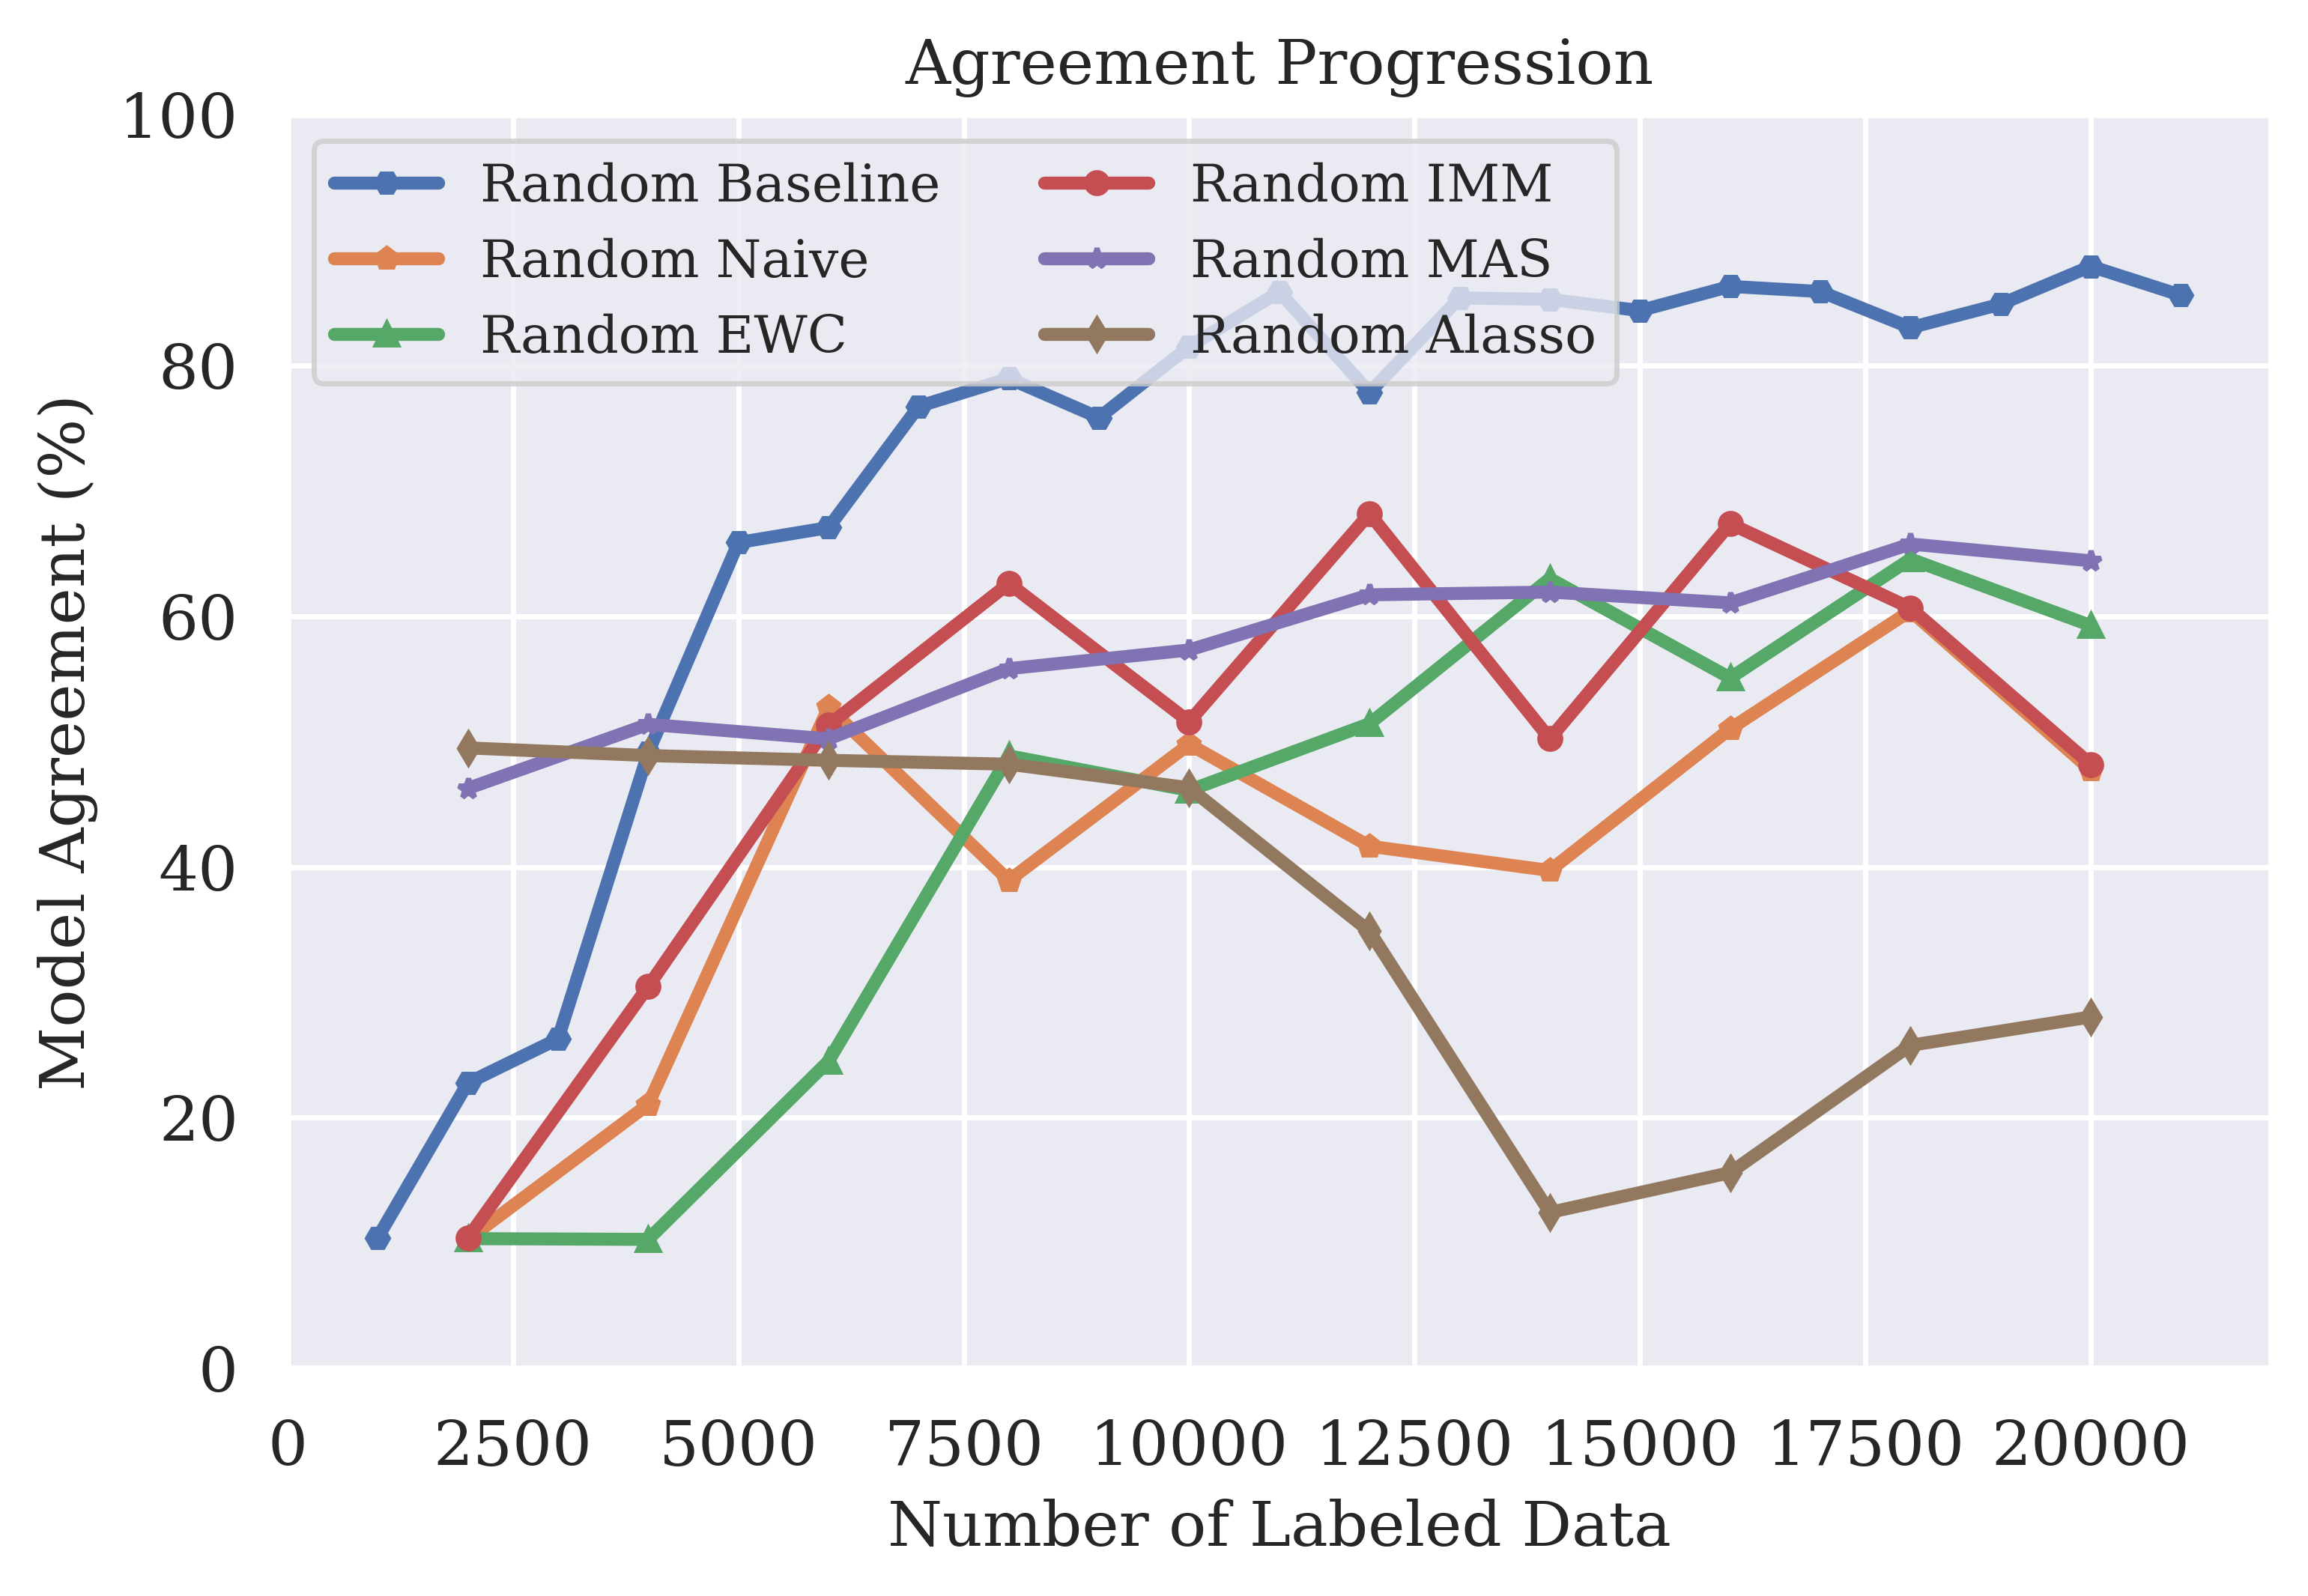 Agreement Progression
100
80
60
40
20
0
Model Agreement (%)
Random Baseline
Random Naive
Random EWC
Random IMM
Random MAS
Random Alasso
0 2500 5000 7500 10000 12500 15000 17500 20000
Number of Labeled Data